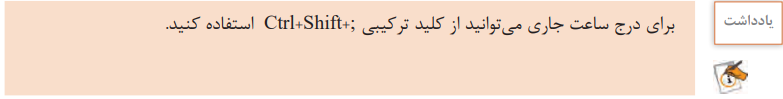 یادداشت
برای درج ساعت جاری می‌توانید از کلید ترکیبی ;+Ctrl+Shift استفاده کنید.